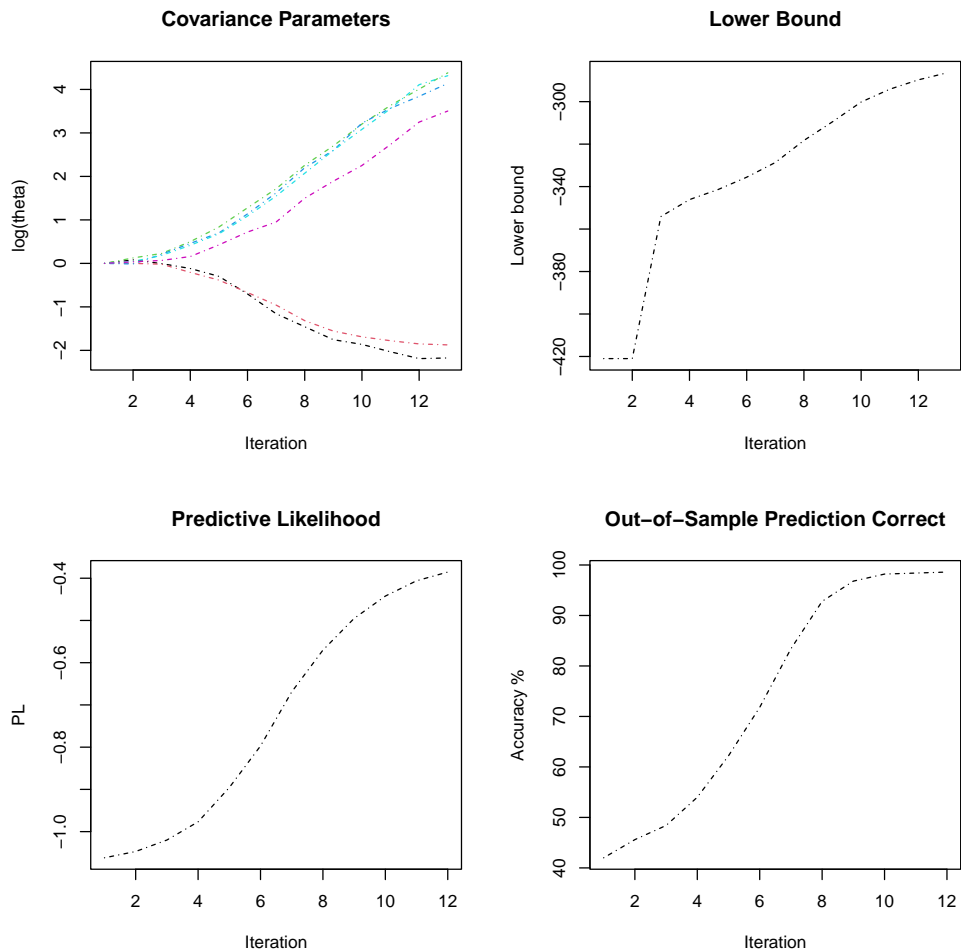 Covariance Parameters
log(theta)
4
3
2
1
0
−1
−2
2 4 6 8 10 12
Iteration
Lower Bound
Lower bound
−300
−340
−380
−420
2 4 6 8 10 12
Iteration
Predictive Likelihood
PL
−0.4
−0.6
−0.8
−1.0
2 4 6 8 10 12
Iteration
Out−of−Sample Prediction Correct
Accuracy %
100
90
80
70
60
50
40
2 4 6 8 10 12
Iteration